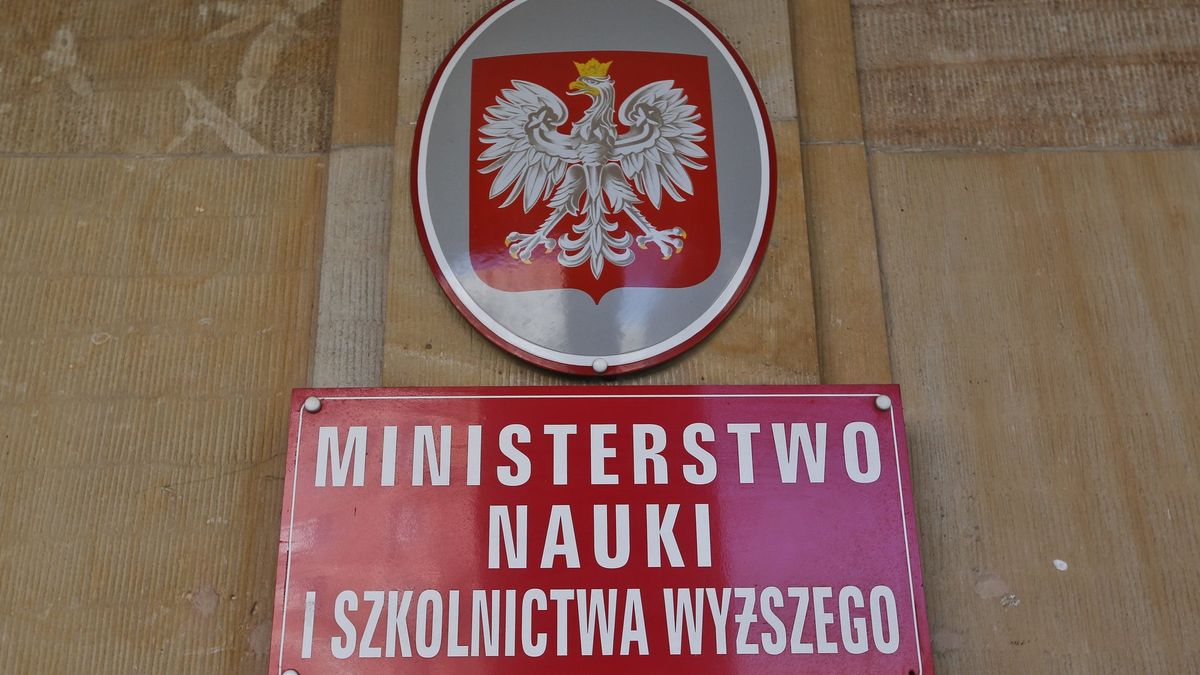 MINISTERSTWO
NAUKI
I SZKOLNICTWA WYŻSZEGO